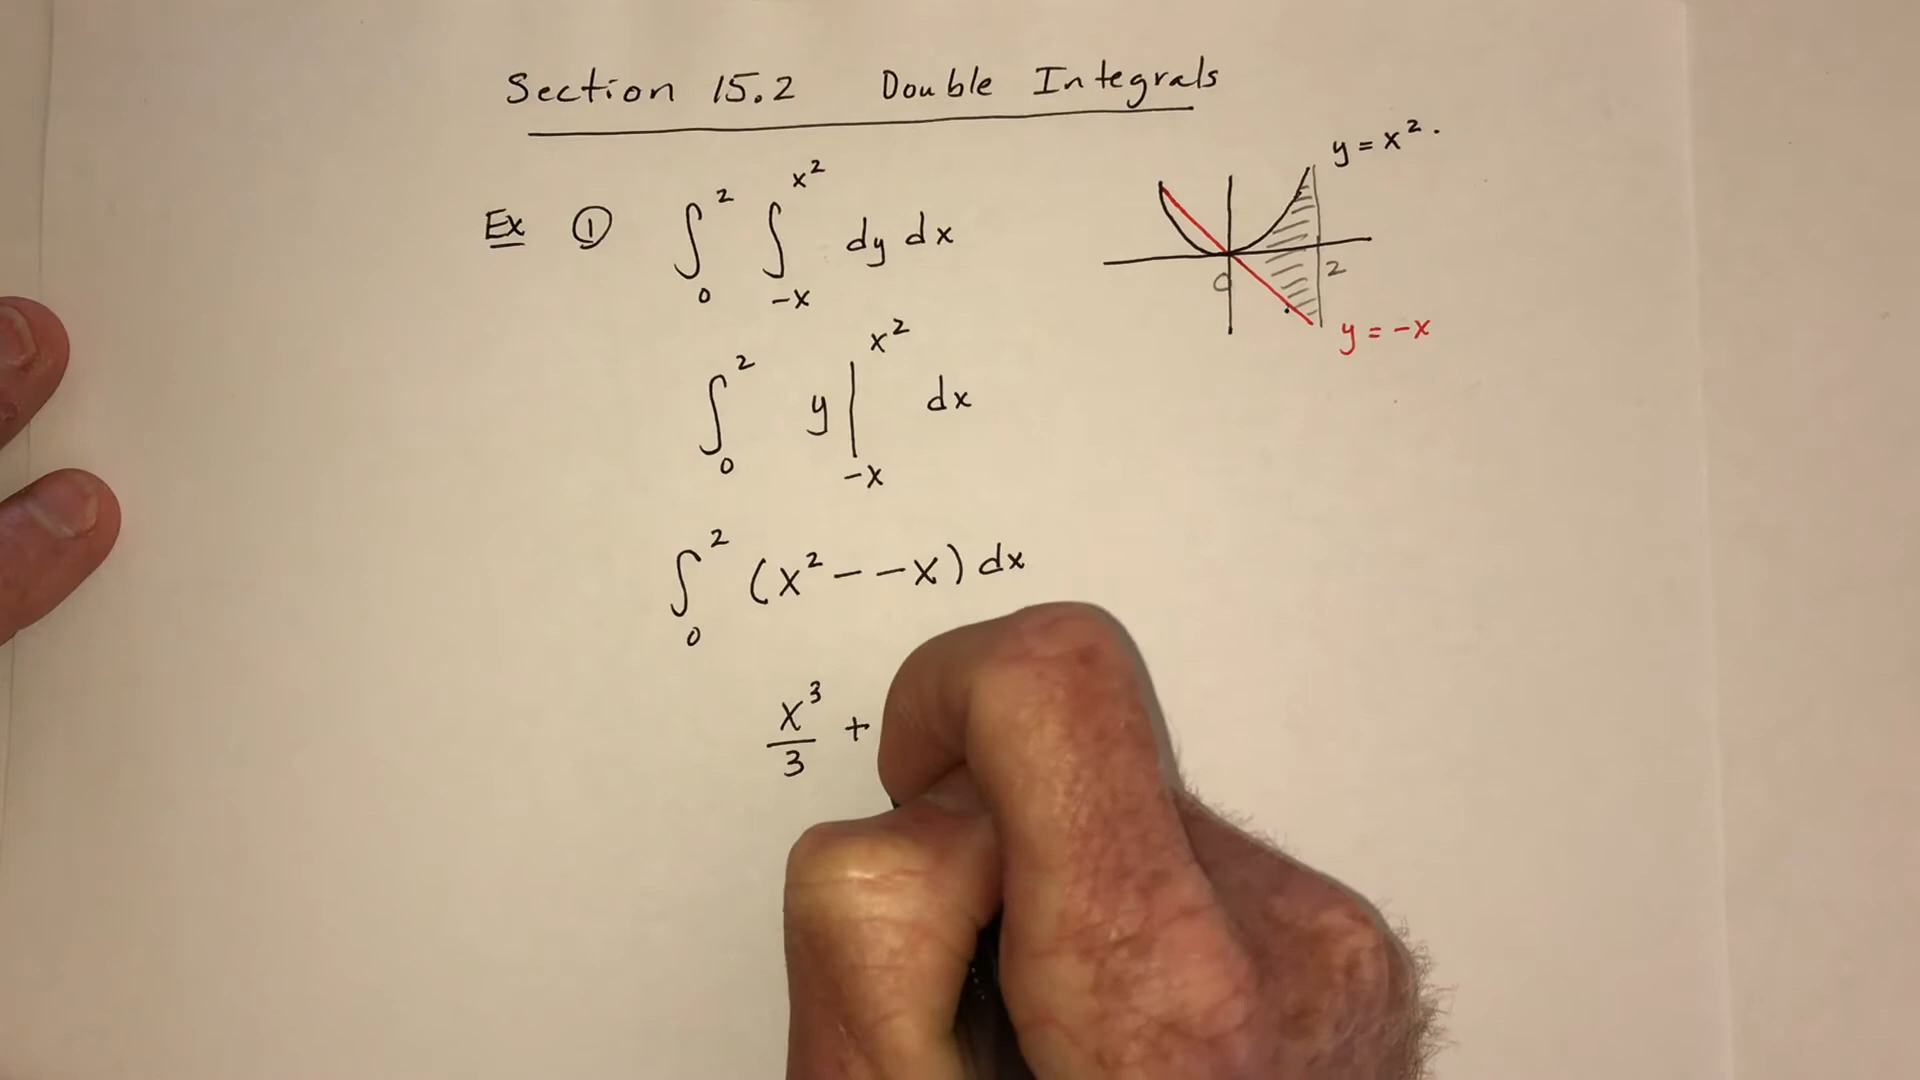 Section 15.2 Double Integrals
Ex ① ∫₀² ∫₋ₓ^x² dy dx
y = x².
0 2
y = -x
∫₀² y |₋ₓ^x² dx
∫₀² (x² - -x) dx
x³/3 +